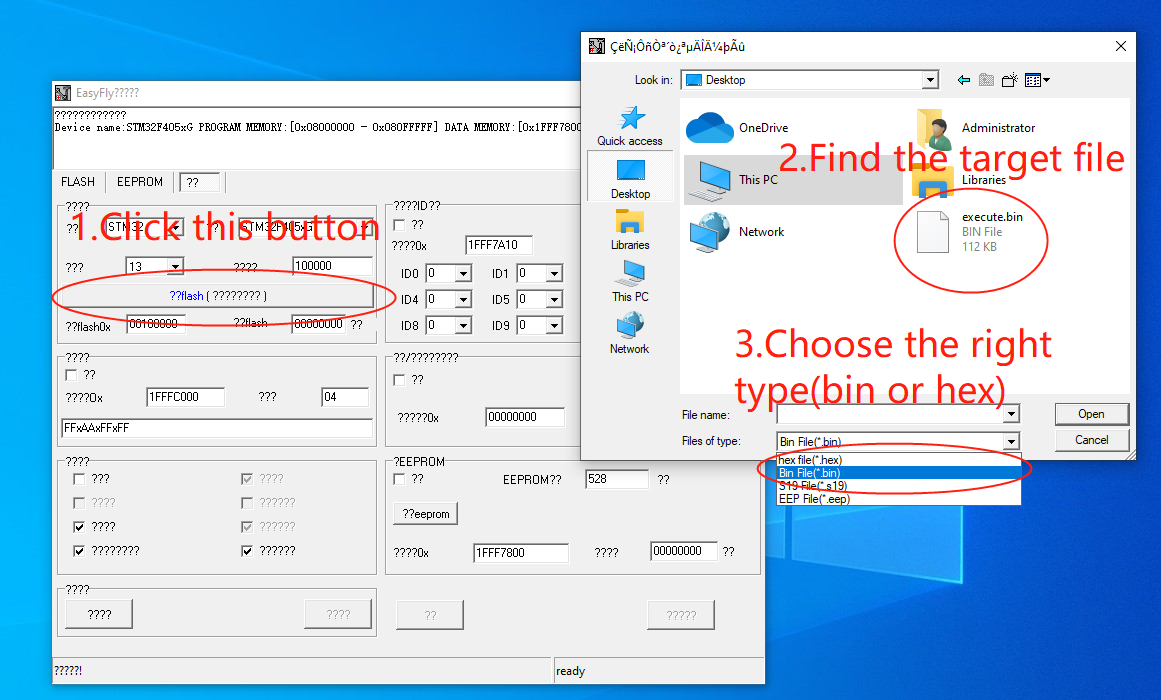 EasyFly?????
????????????
Device name:STM32F405xG PROGRAM MEMORY:[0x08000000 - 0x080FFFFF] DATA MEMORY:[0x1FFF7800
FLASH
EEPROM
??
????
1.Click this button
??
STM32
?
STM32F405xG
???
13
????
100000
??flash ( ???????? )
??flash0x
00100000
??flash
00000000
??
????ID??
??
????0x
1FFF7A10
ID0 0
ID1 0
ID4 0
ID5 0
ID8 0
ID9 0
????
??
????0x
1FFFC000
???
04
FFxAAxFFxFF
??/????????
??
?????0x
00000000
????
???
????
????
??????
????
??????
????????
??????
?EEPROM
??
EEPROM??
528
??
??eeprom
????0x
1FFF7800
????
00000000
??
????
????
????
??
?????
?????!
ready
ÇëÑ¡ÔñÒª´ò¿ªµÄÎÄ¼þÃû
Look in:
Desktop
Quick access
Desktop
Libraries
This PC
Network
OneDrive
Administrator
2.Find the target file
This PC
Libraries
Network
execute.bin
BIN File
112 KB
3.Choose the right
type(bin or hex)
File name:
Open
Files of type:
Bin File(*.bin)
Cancel
hex file(*.hex)
Bin File(*.bin)
S19 File(*.s19)
EEP File(*.eep)